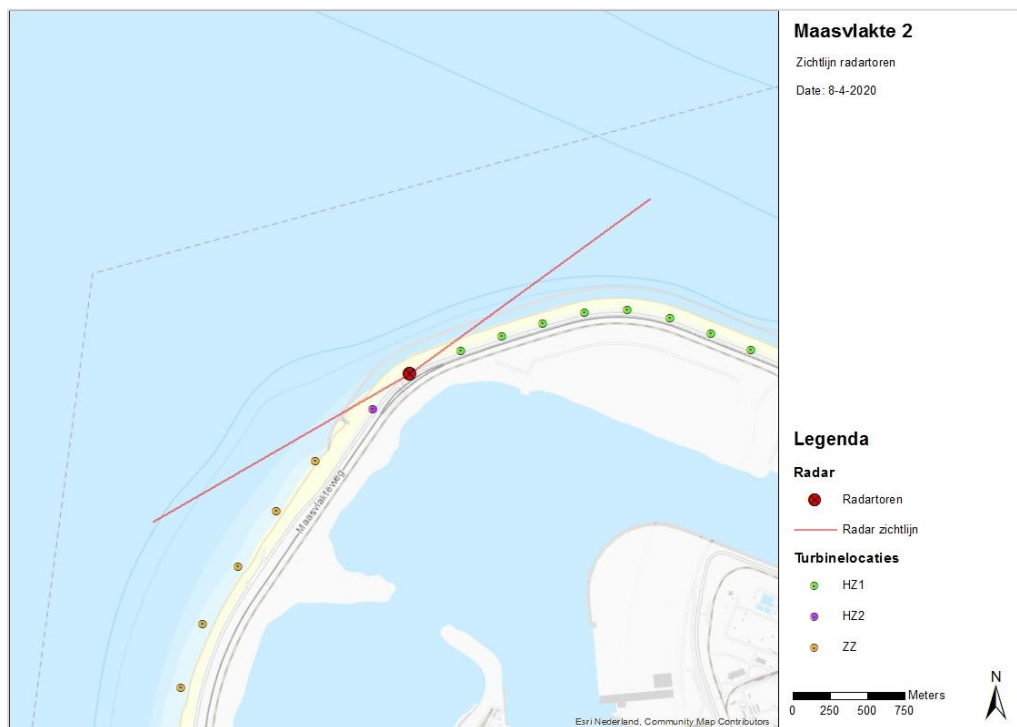 Maasvlakte 2
Zichtlijn radartoren
Date: 8-4-2020
Maasvlakteweg
Legenda
Radar
Radartoren
Radar zichtlijn
Turbinelocaties
HZ1
HZ2
ZZ
N
Meters
0 250 500 750
Esri Nederland, Community Map Contributors